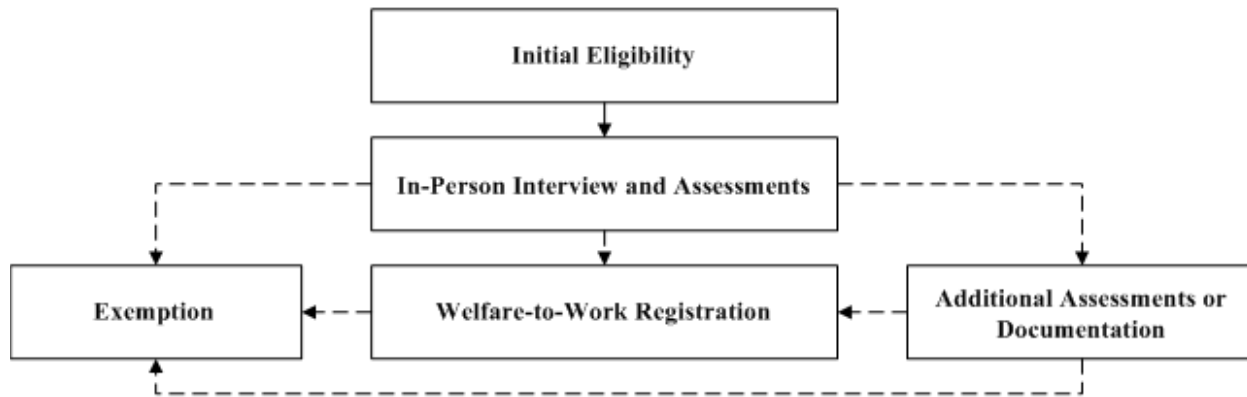 Initial Eligibility
In-Person Interview and Assessments
Exemption
Welfare-to-Work Registration
Additional Assessments or
Documentation